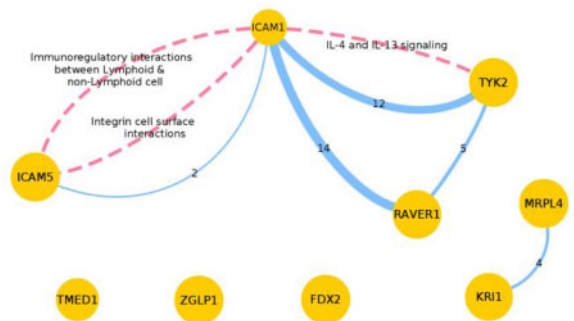 ICAM1
IL-4 and IL-13 signaling
Immunoregulatory interactions
between Lymphoid &
non-Lymphoid cell
TYK2
12
Integrin cell surface
interactions
14
5
2
ICAM5
MRPL4
RAVER1
4
TMED1
ZGLP1
FDX2
KRI1